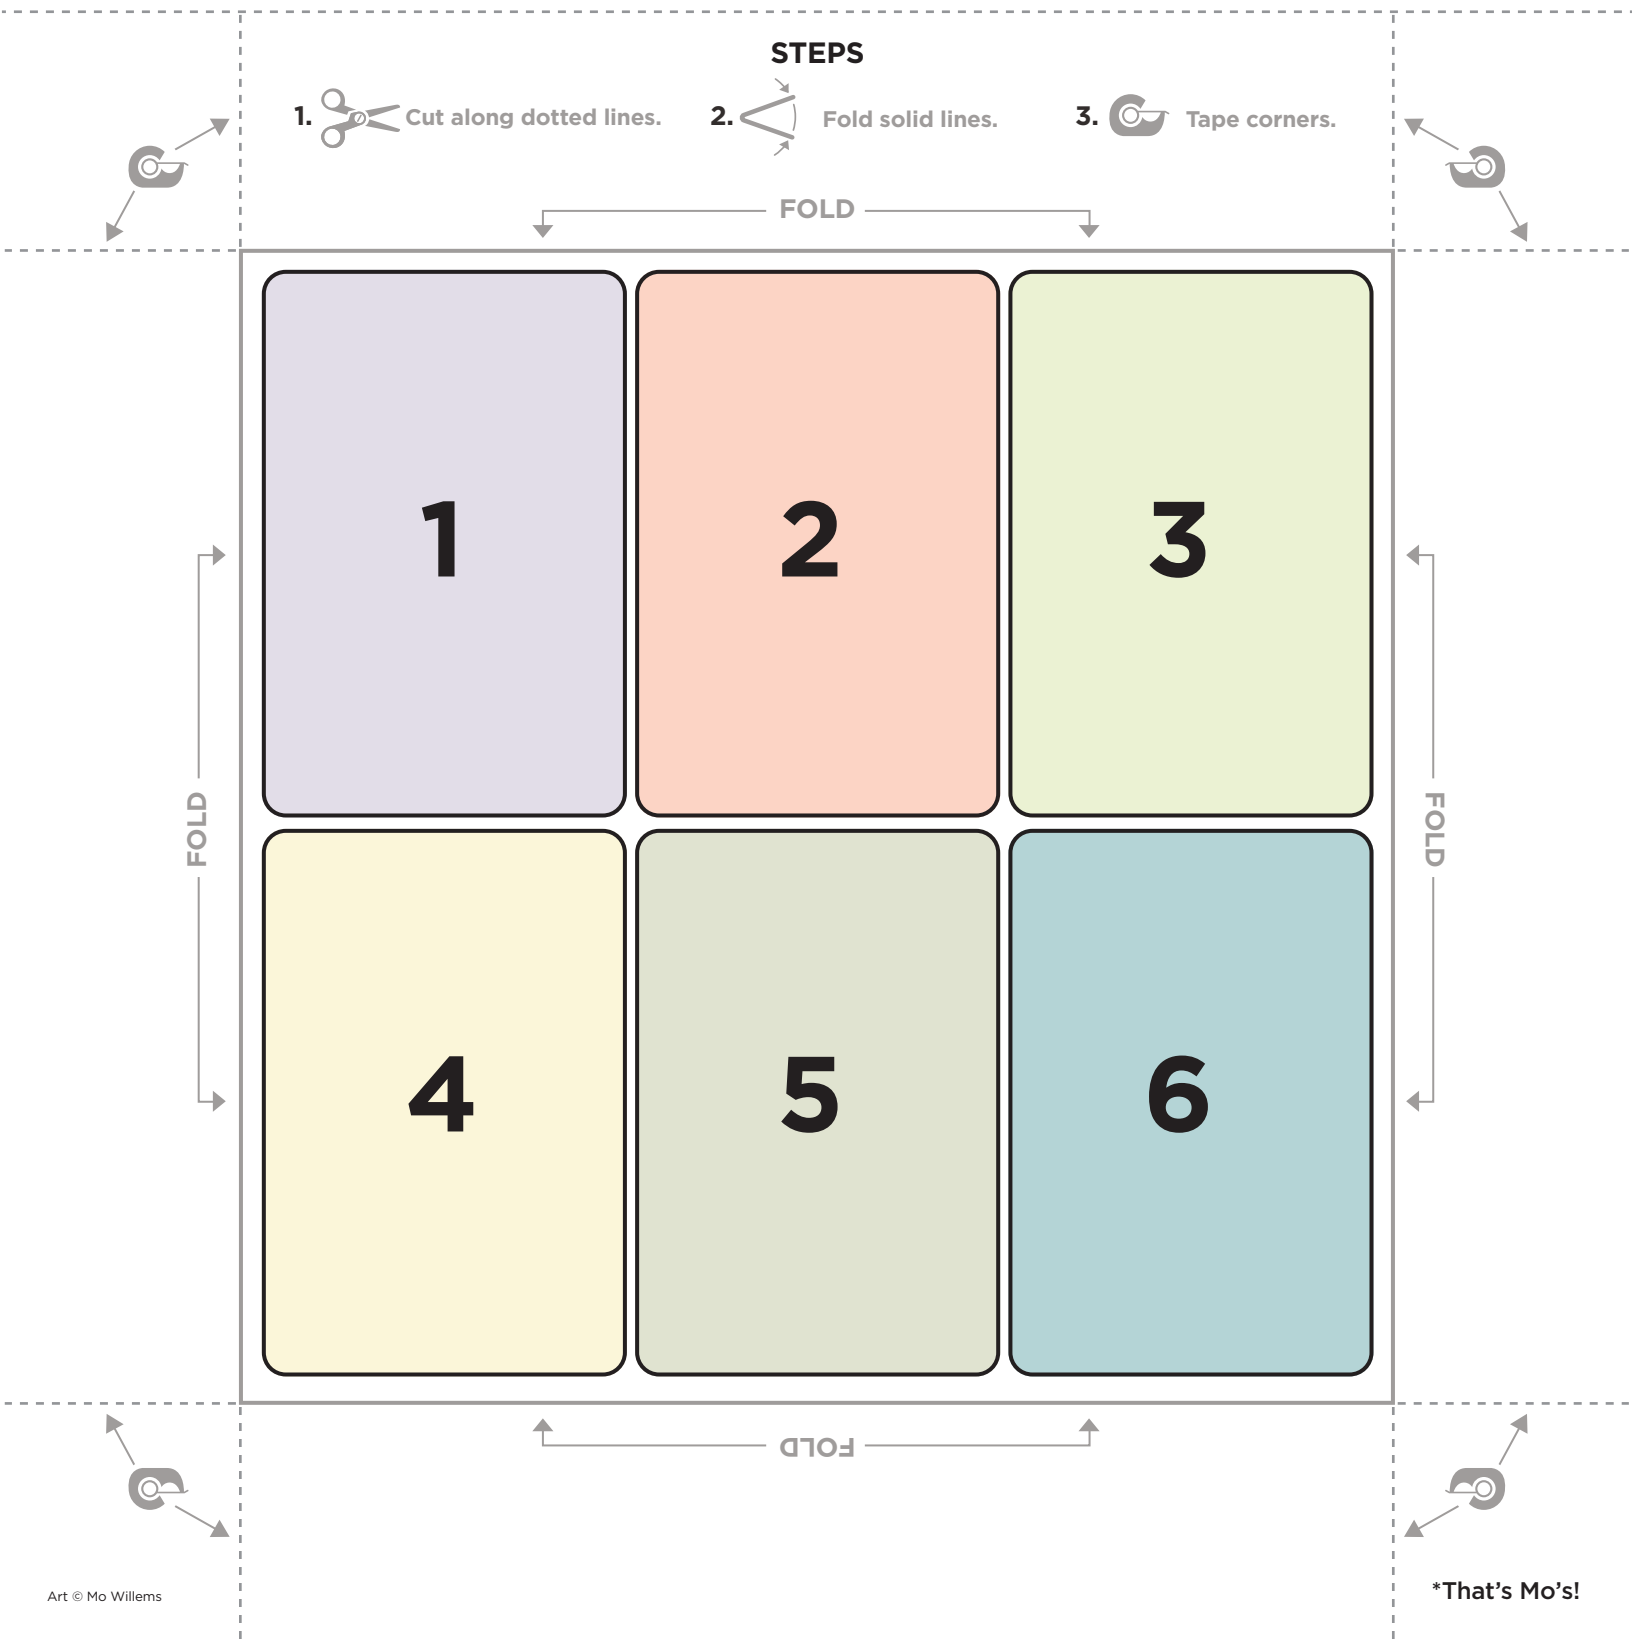 STEPS
1. Cut along dotted lines. 2. Fold solid lines. 3. Tape corners.
FOLD
1 2 3
FOLD FOLD
4 5 6
FOLD
Art © Mo Willems
*That's Mo's!